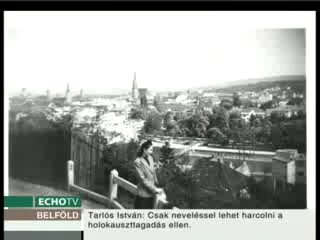 ECHOTV
BELFÖLD
Tarlós István: Csak neveléssel lehet harcolni a
holokauszttagadás ellen.